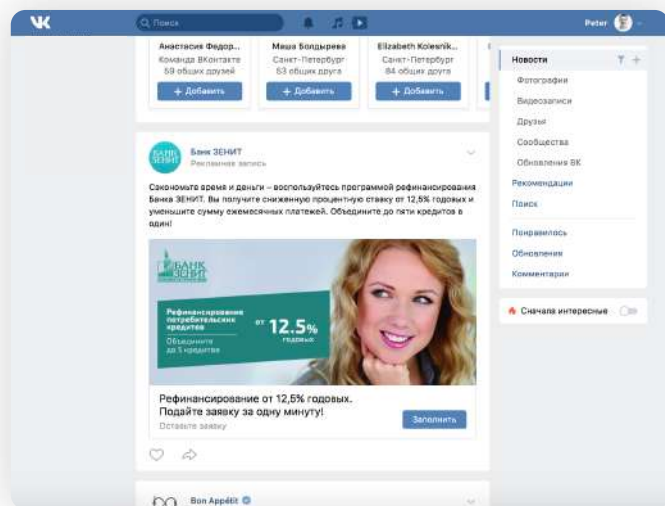 Поиск
Peter
Анастасия Федор...
Команда ВКонтакте
59 общих друзей
+ Добавить
Маша Болдырева
Санкт-Петербург
53 общих друга
+ Добавить
Elizabeth Kolesnik...
Санкт-Петербург
84 общих друга
+ Добавить
Новости
Фотографии
Видеозаписи
Друзья
Сообщества
Обновления ВК
Рекомендации
Поиск
Понравилось
Обновления
Комментарии
Сначала интересные
БАНК ЗЕНИТ
Банк ЗЕНИТ
Рекламная запись
Сэкономьте время и деньги – воспользуйтесь программой рефинансирования
Банка ЗЕНИТ. Вы получите сниженную процентную ставку от 12,5% годовых и
уменьшите сумму ежемесячных платежей. Объедините до пяти кредитов в
один!
БАНК
ЗЕНИТ
Рефинансирование
потребительских
кредитов
Объедините
до 5 кредитов
от 12.5%
годовых
Рефинансирование от 12,5% годовых.
Подайте заявку за одну минуту!
Оставьте заявку
Заполнить
Bon Appétit